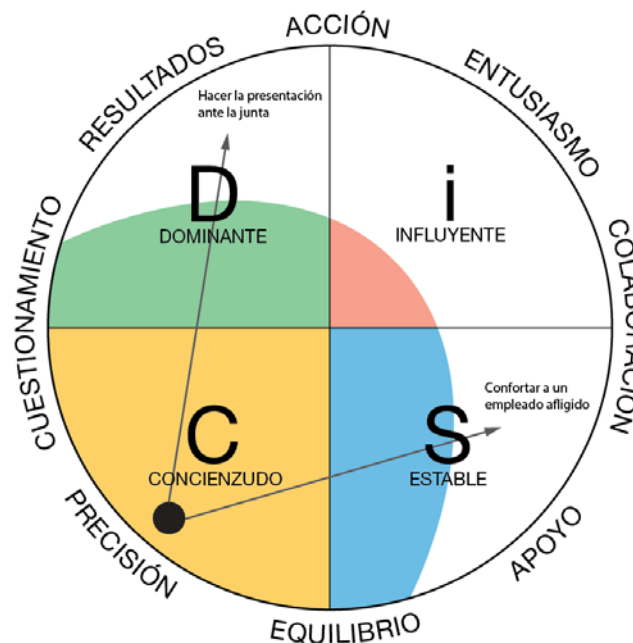 ACCIÓN
RESULTADOS
ENTUSIASMO
Hacer la presentación
ante la junta
D
DOMINANTE
i
INFLUYENTE
CUESTIONAMIENTO
COLABORACIÓN
Confortar a un
empleado afligido
C
CONCIENZUDO
S
ESTABLE
PRECISIÓN
APOYO
EQUILIBRIO